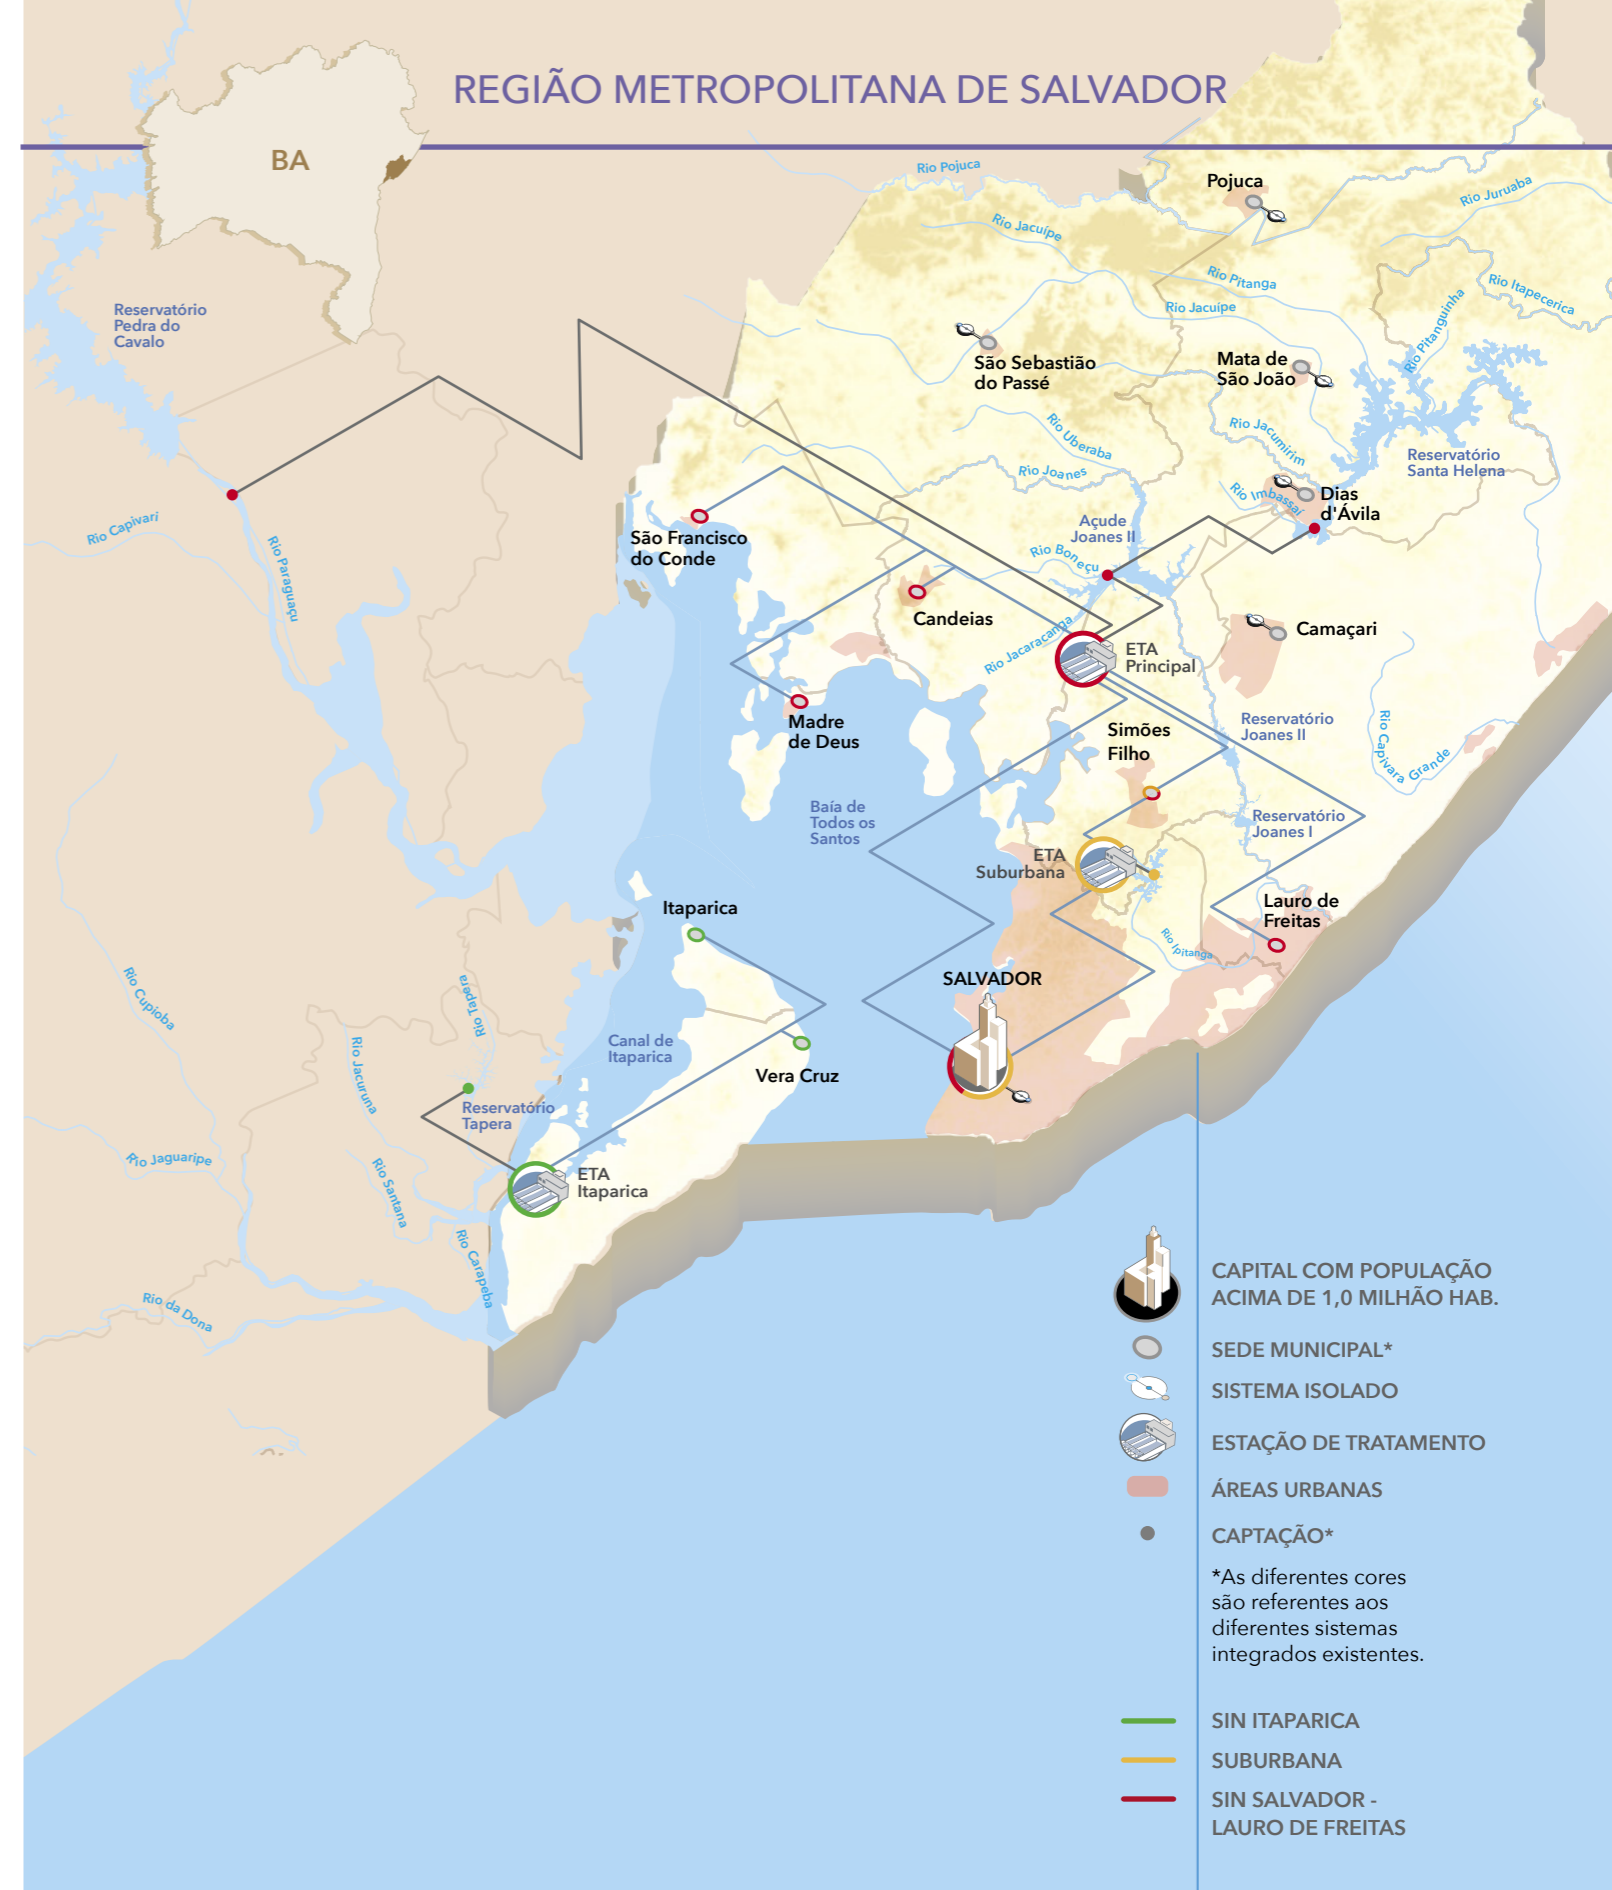 REGIÃO METROPOLITANA DE SALVADOR
BA
Rio Pojuca
Pojuca
Rio Juruaba
Rio Jacuípe
Rio Pitanga
Rio Jacuípe
Rio Itapecerica
Rio Pitanguinha
Reservatório
Pedra do
Cavalo
São Sebastião
do Passé
Mata de
São João
Rio Uberaba
Rio Jacumirim
Reservatório
Santa Helena
Rio Joanes
Rio Imbassaí
Dias
d'Ávila
Rio Capivari
Rio Paraguaçu
São Francisco
do Conde
Açude
Joanes II
Rio Boneçu
Candeias
Rio Jacaracanga
Camaçari
ETA
Principal
Madre
de Deus
Simões
Filho
Reservatório
Joanes II
Rio Capivara Grande
Baía de
Todos os
Santos
Reservatório
Joanes I
ETA
Suburbana
Itaparica
Lauro de
Freitas
Rio Ipitanga
SALVADOR
Rio Cupioba
Rio Tapera
Rio Jacuruna
Canal de
Itaparica
Vera Cruz
Reservatório
Tapera
Rio Jaguaripe
Rio Santana
ETA
Itaparica
Rio Carapeba
Rio da Dona
CAPITAL COM POPULAÇÃO
ACIMA DE 1,0 MILHÃO HAB.
SEDE MUNICIPAL*
SISTEMA ISOLADO
ESTAÇÃO DE TRATAMENTO
ÁREAS URBANAS
CAPTAÇÃO*
*As diferentes cores
são referentes aos
diferentes sistemas
integrados existentes.
SIN ITAPARICA
SUBURBANA
SIN SALVADOR -
LAURO DE FREITAS